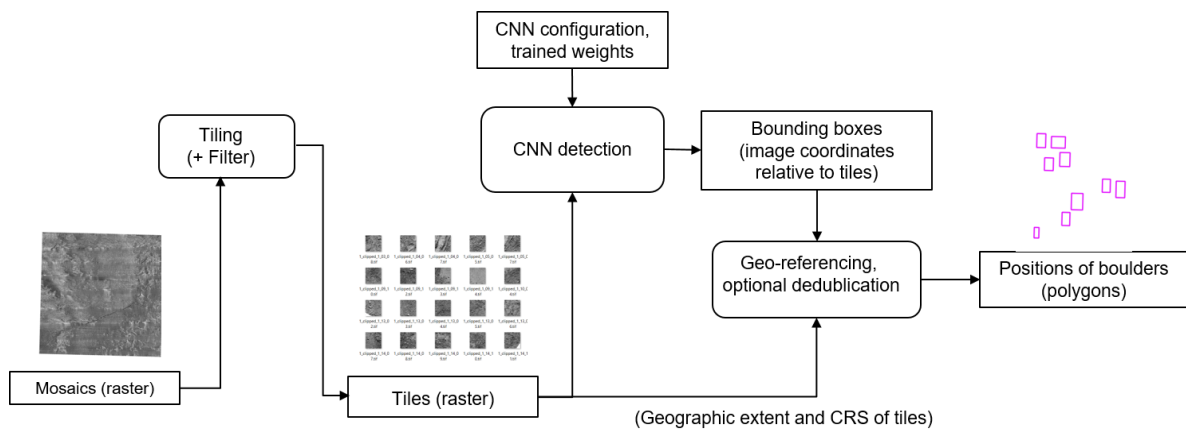 CNN configuration,
trained weights
Tiling
(+ Filter)
CNN detection
Bounding boxes
(image coordinates
relative to tiles)
Geo-referencing,
optional dedublication
Positions of boulders
(polygons)
Mosaics (raster)
Tiles (raster)
(Geographic extent and CRS of tiles)